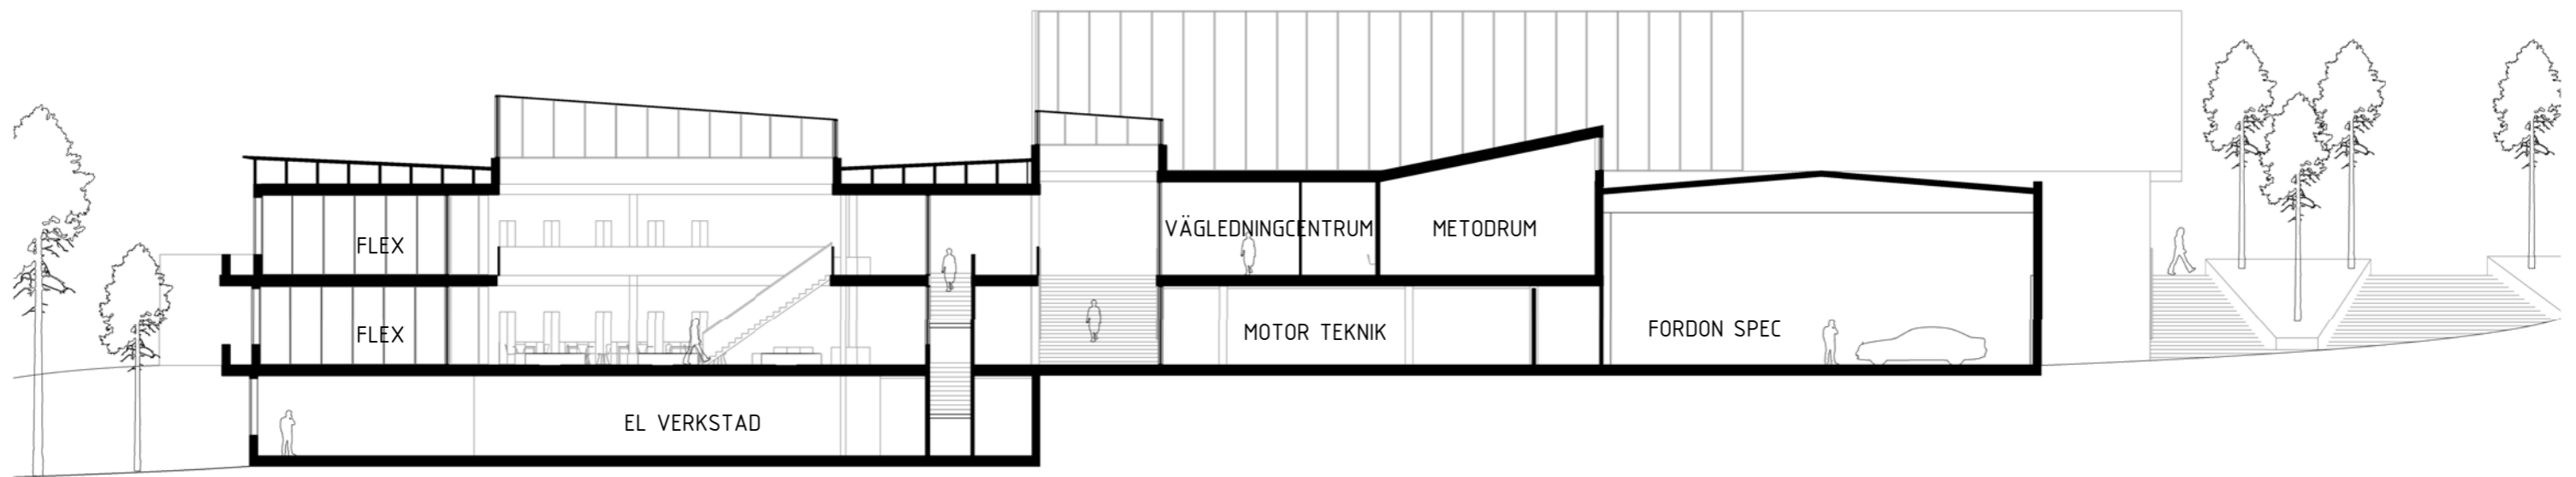 VÄGLEDNINGCENTRUM
METODRUM
FLEX
FLEX
MOTOR TEKNIK
FORDON SPEC
EL VERKSTAD